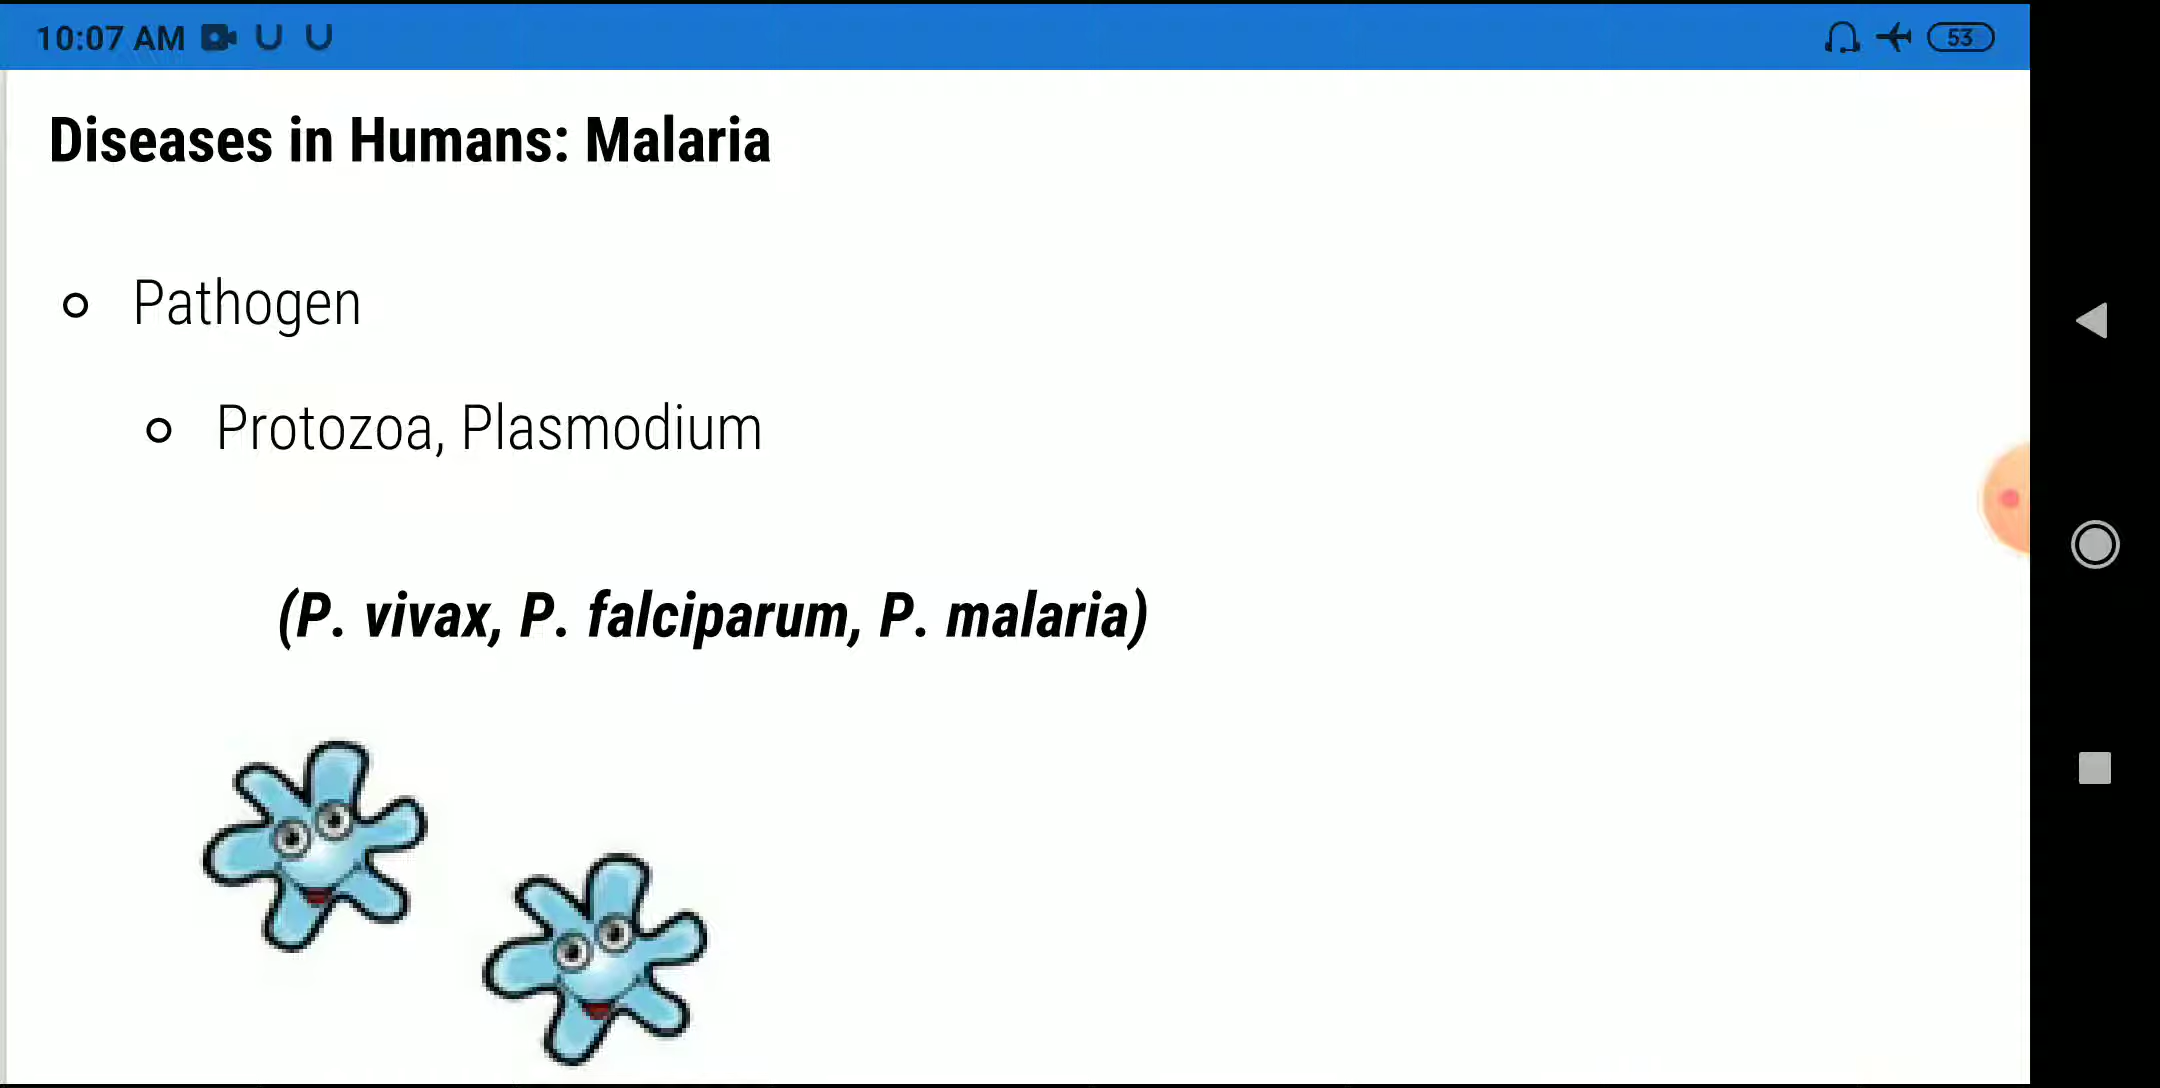 10:07 AM
53
Diseases in Humans: Malaria
Pathogen
Protozoa, Plasmodium
(P. vivax, P. falciparum, P. malaria)